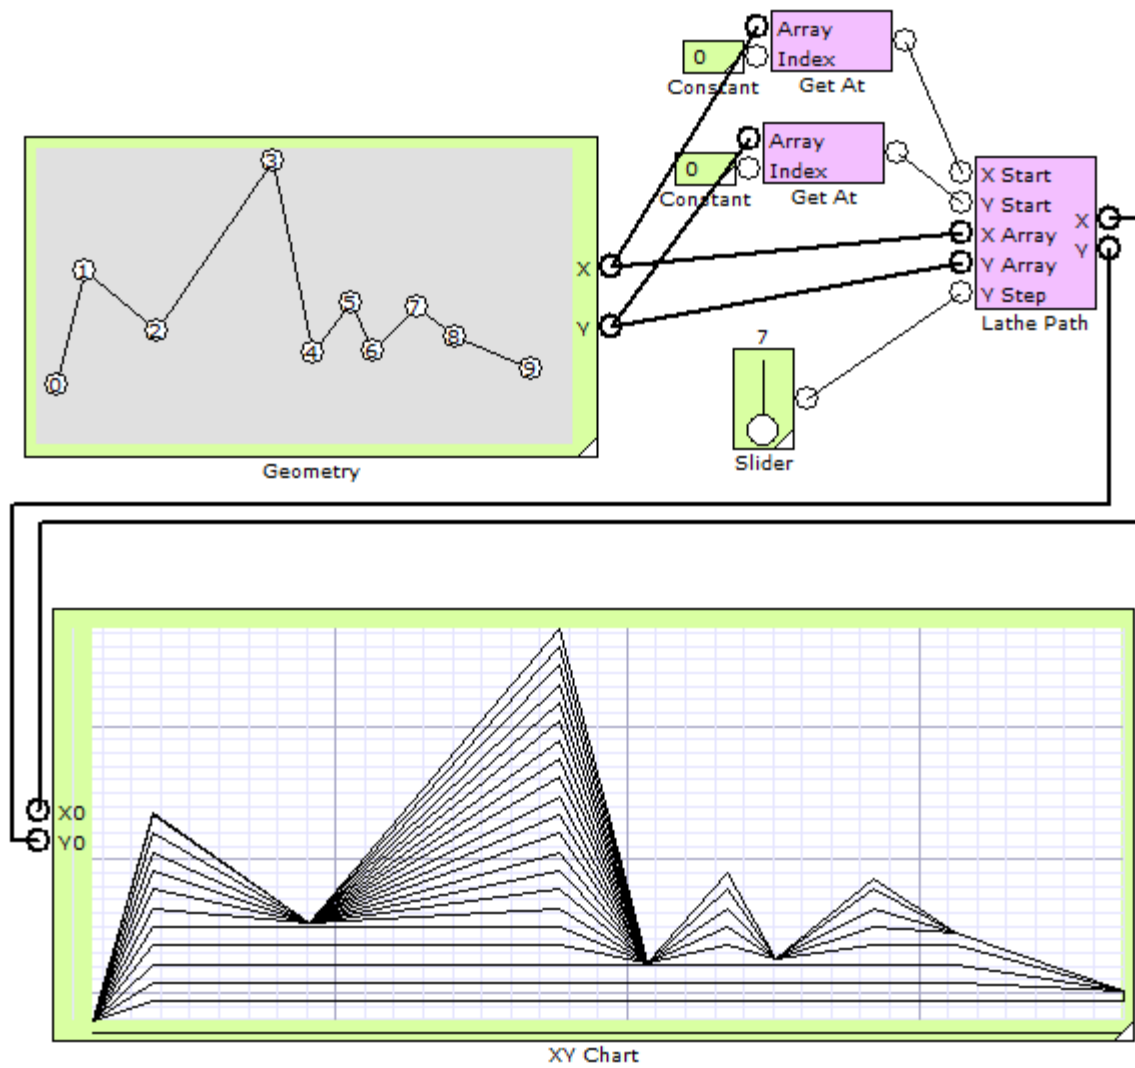 Array
Index
0
Constant
Get At
Array
Index
0
Constant
Get At
X Start
Y Start
X Array
Y Array
Y Step
X
Y
Lathe Path
0
1
2
3
4
5
6
7
8
9
X
Y
Geometry
7
Slider
X0
Y0
XY Chart